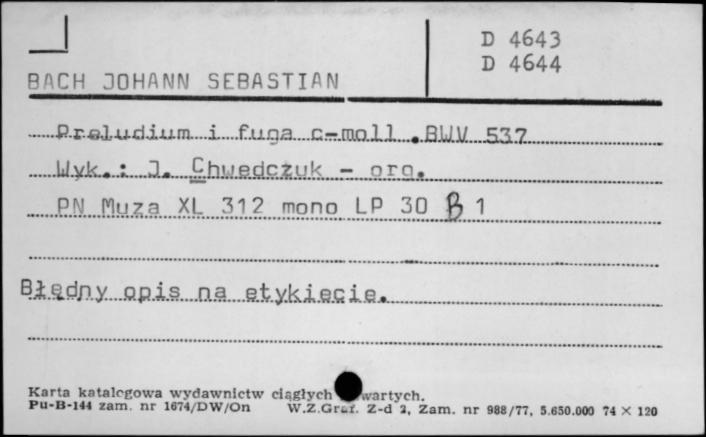 D 4643
D 4644
BACH JOHANN SEBASTIAN
Preludium i fuga c-moll .BWV 537
Wyk.: J. Chwedczuk - org.
PN Muza XL 312 mono LP 30 B 1
Błędny opis na etykiecie.
Karta katalogowa wydawnictw ciągłych wartych.
Pu-B-144 zam. nr 1674/DW/On W.Z.Graf. Z-d 2, Zam. nr 988/77, 5.650.000 74 × 120